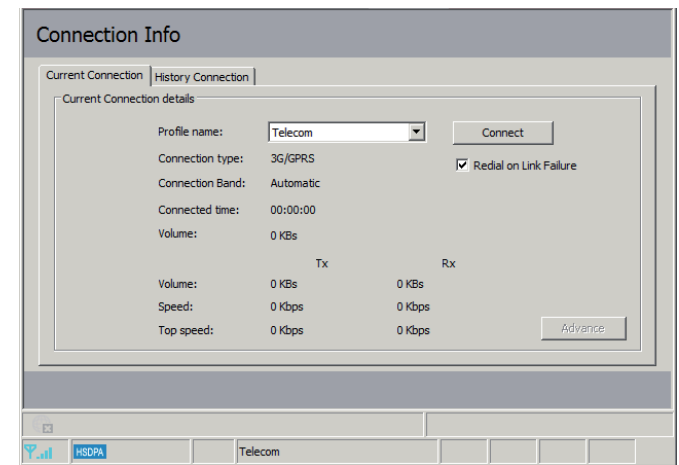 Connection Info
Current Connection History Connection
Current Connection details
Profile name: Telecom Connect
Connection type: 3G/GPRS Redial on Link Failure
Connection Band: Automatic
Connected time: 00:00:00
Volume: 0 KBs
Tx Rx
Volume: 0 KBs 0 KBs
Speed: 0 Kbps 0 Kbps
Top speed: 0 Kbps 0 Kbps
Advance
HSDPA Telecom